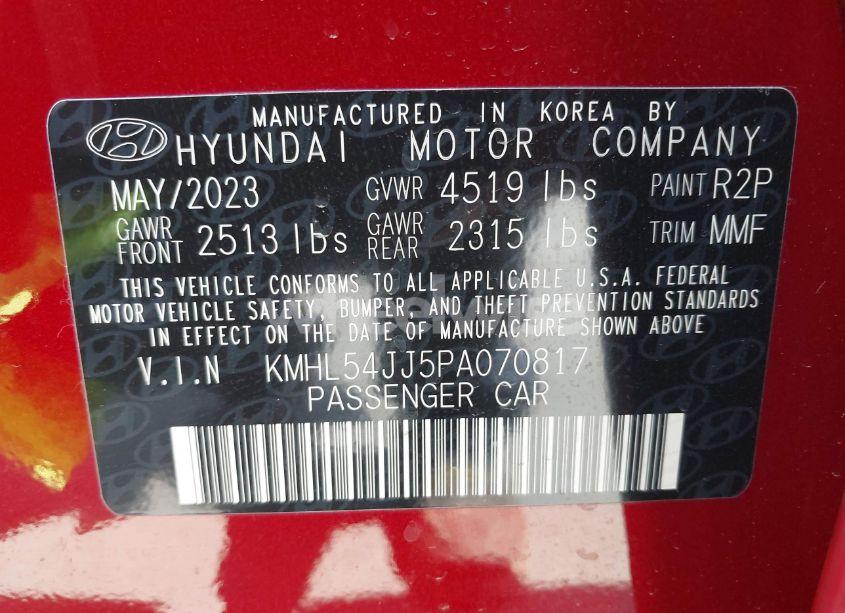 MANUFACTURED IN KOREA BY
HYUNDAI MOTOR COMPANY
MAY/2023 GVWR 4519 lbs PAINT R2P
GAWR FRONT 2513 lbs GAWR REAR 2315 lbs TRIM MMF
THIS VEHICLE CONFORMS TO ALL APPLICABLE U.S.A. FEDERAL
MOTOR VEHICLE SAFETY, BUMPER, AND THEFT PREVENTION STANDARDS
IN EFFECT ON THE DATE OF MANUFACTURE SHOWN ABOVE
V.I.N KMHL54JJ5PA070817
PASSENGER CAR